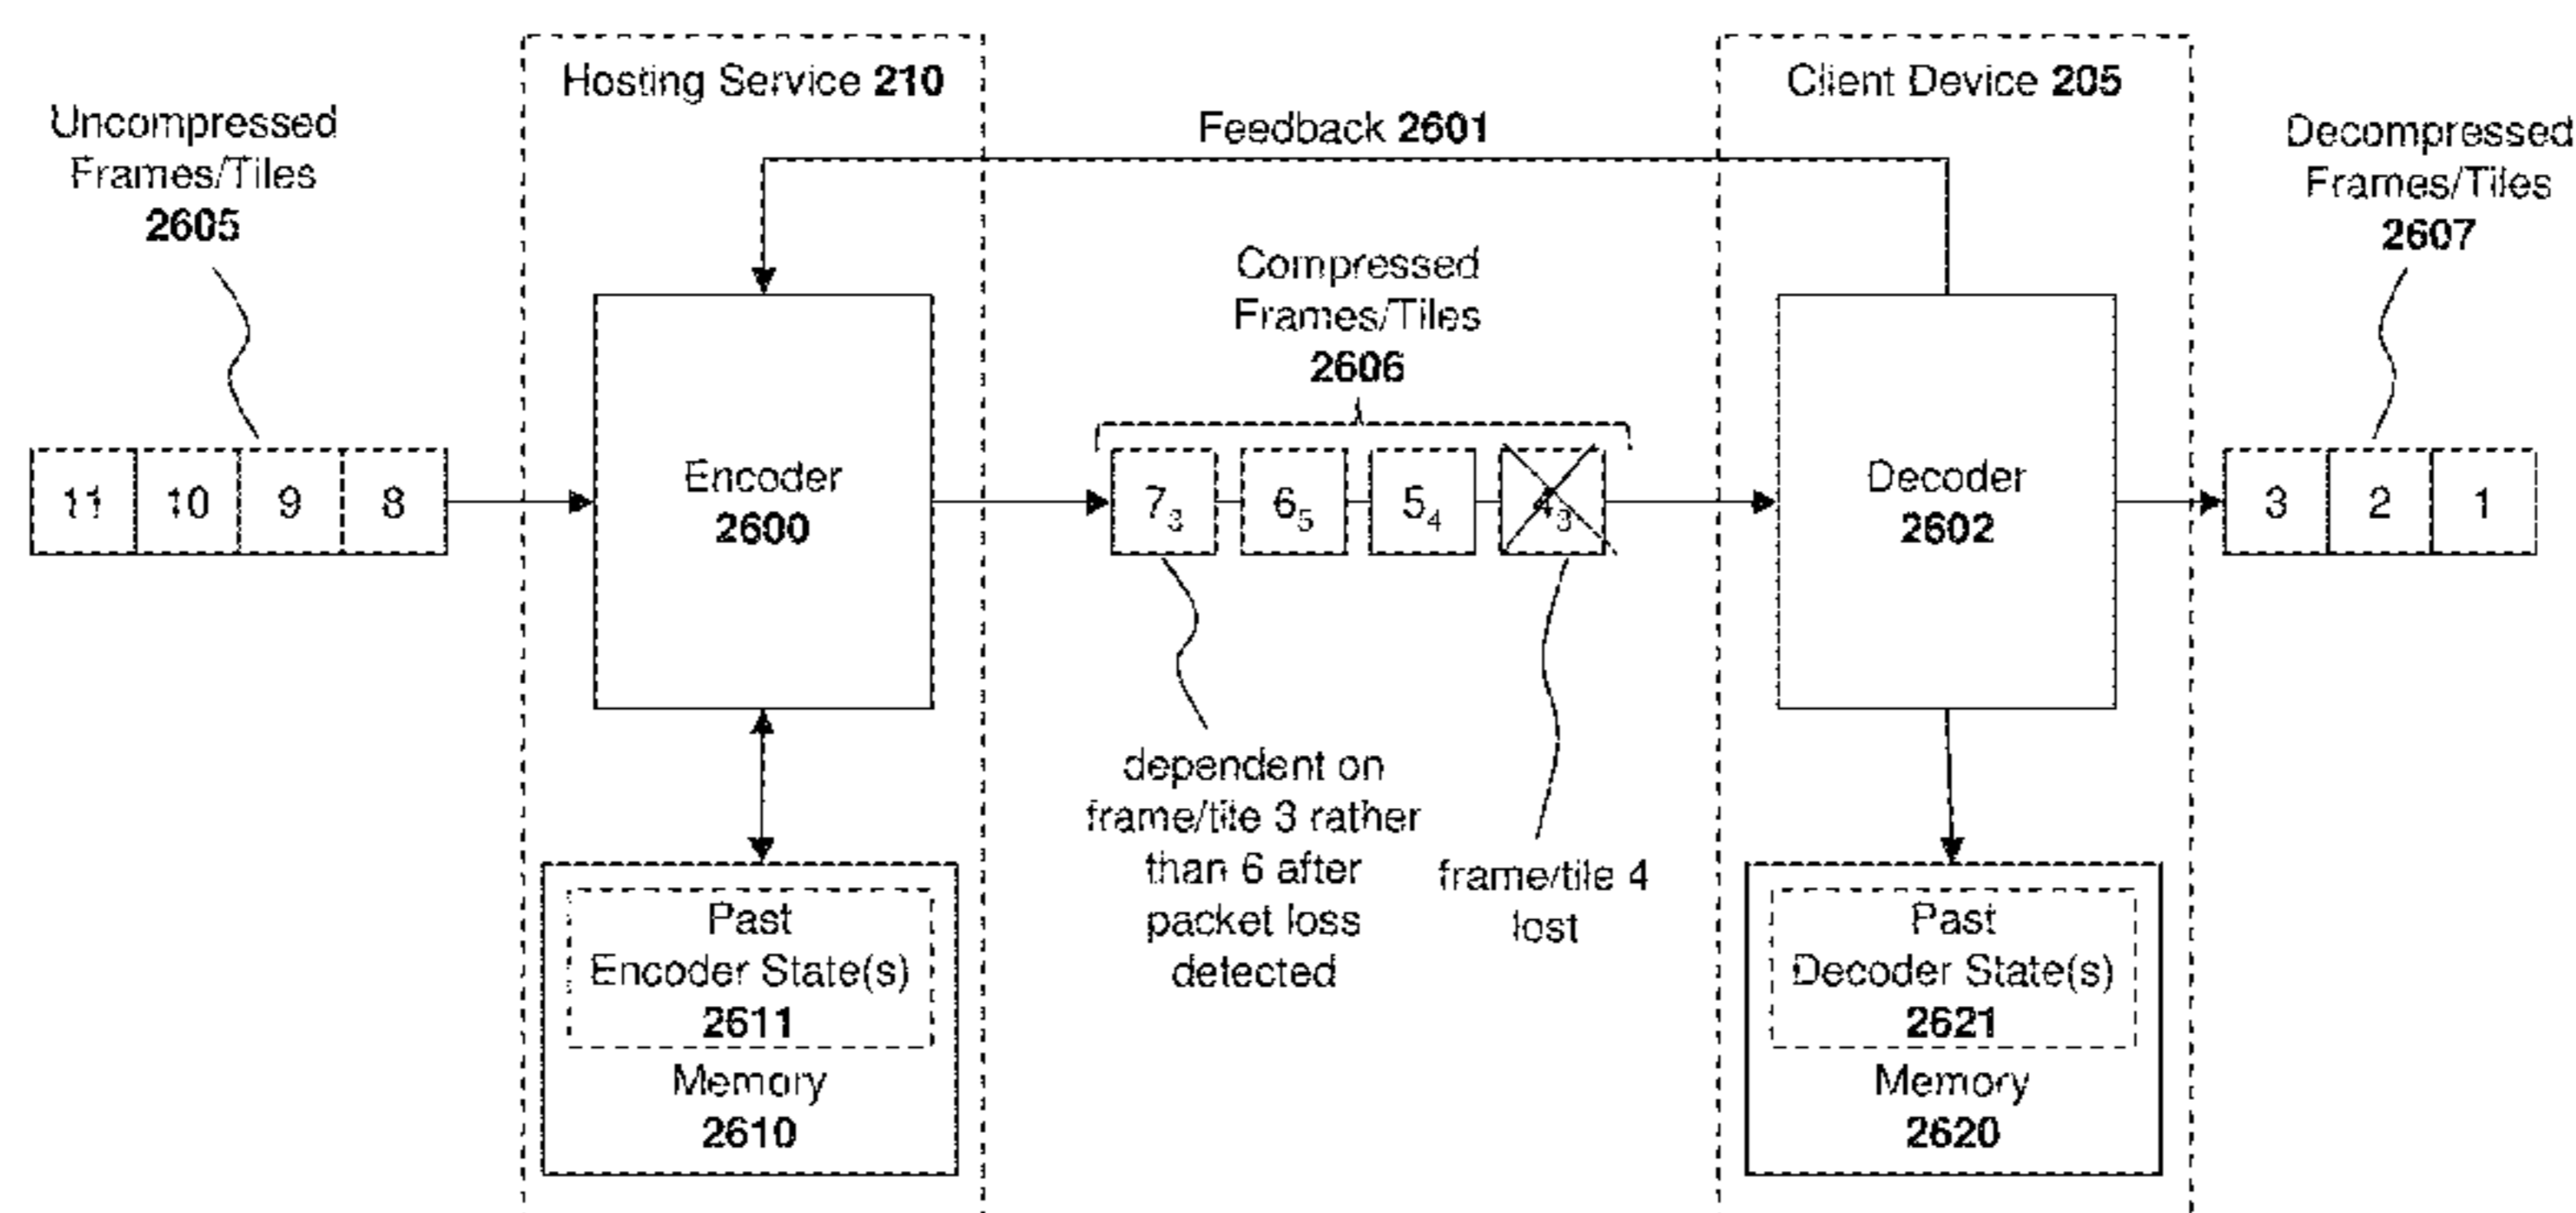 Hosting Service 210
Client Device 205
Uncompressed
Frames/Tiles
2605
Feedback 2601
Decompressed
Frames/Tiles
2607
Compressed
Frames/Tiles
2606
11 10 9 8
Encoder
2600
7₃ 6₅ 5₄ 4₃
Decoder
2602
3 2 1
dependent on
frame/tile 3 rather
than 6 after
packet loss
detected
frame/tile 4
lost
Past
Encoder State(s)
2611
Memory
2610
Past
Decoder State(s)
2621
Memory
2620